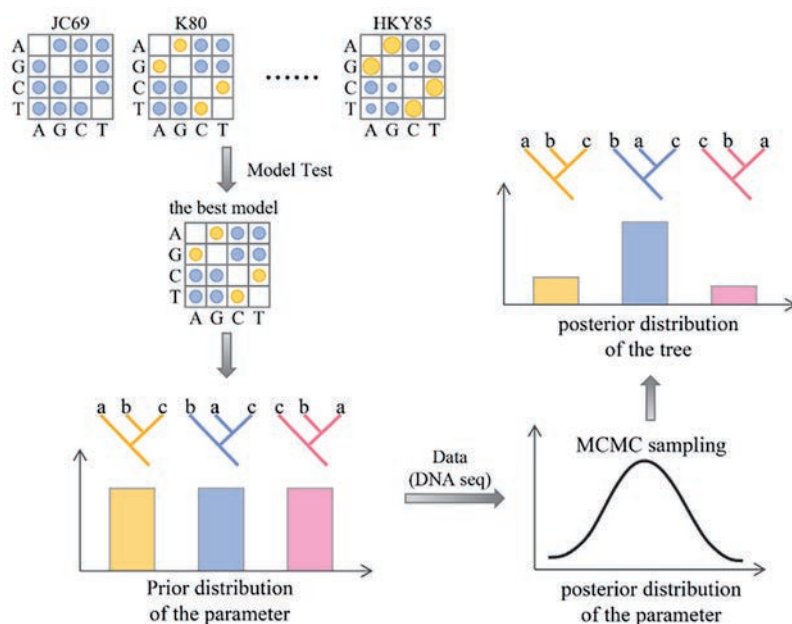 JC69 K80 HKY85
A
G
C
T
A G C T
A
G
C
T
A G C T
......
A
G
C
T
A G C T
Model Test
the best model
A
G
C
T
A G C T
a b c b a c c b a
Prior distribution
of the parameter
Data
(DNA seq)
MCMC sampling
posterior distribution
of the parameter
a b c b a c c b a
posterior distribution
of the tree